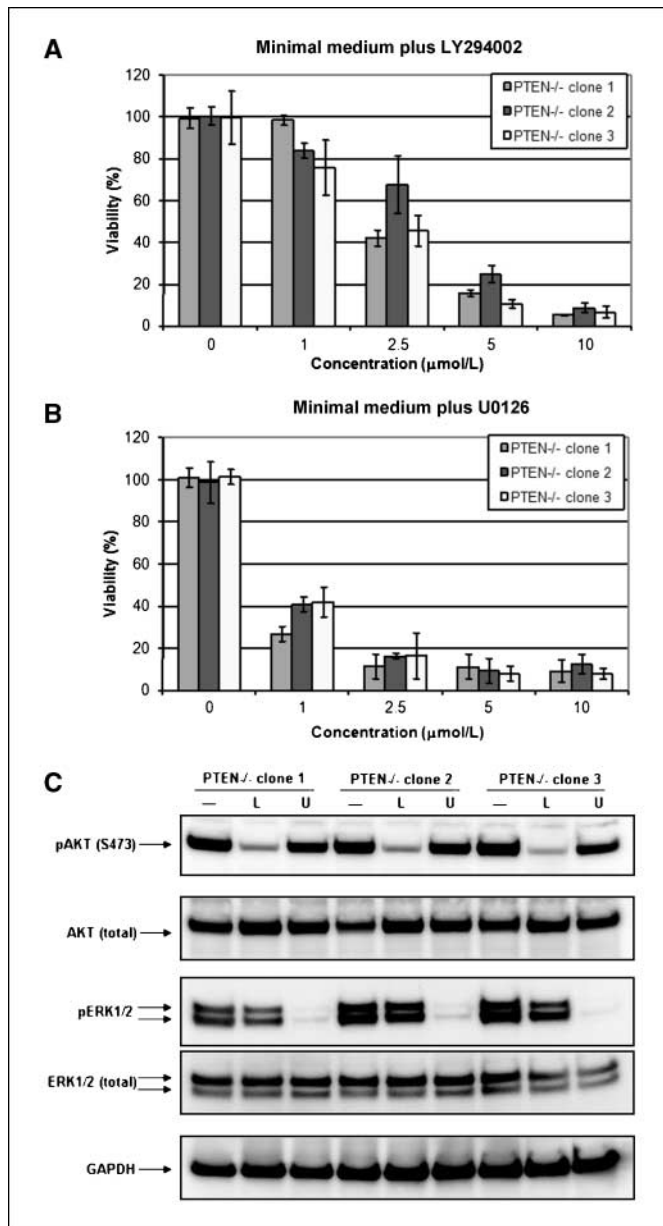 A
Minimal medium plus LY294002
120
100
80
60
40
20
0
Viability (%)
PTEN-/- clone 1
PTEN-/- clone 2
PTEN-/- clone 3
0 1 2.5 5 10
Concentration (µmol/L)
B
Minimal medium plus U0126
120
100
80
60
40
20
0
Viability (%)
PTEN-/- clone 1
PTEN-/- clone 2
PTEN-/- clone 3
0 1 2.5 5 10
Concentration (µmol/L)
C
PTEN-/- clone 1 PTEN-/- clone 2 PTEN-/- clone 3
— L U — L U — L U
pAKT (S473)
AKT (total)
pERK1/2
ERK1/2 (total)
GAPDH